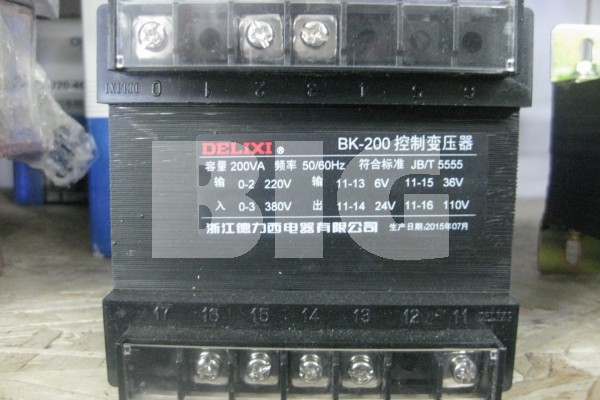 DELIXI 0 1 2 3 4 5 6
DELIXI® BK-200 控制变压器
容量 200VA 频率 50/60Hz 符合标准 JB/T 5555
输 0-2 220V 输 11-13 6V 11-15 36V
入 0-3 380V 出 11-14 24V 11-16 110V
浙江德力西电器有限公司 生产日期:2015年07月
BIG
17 16 15 14 13 12 11 DELIXI